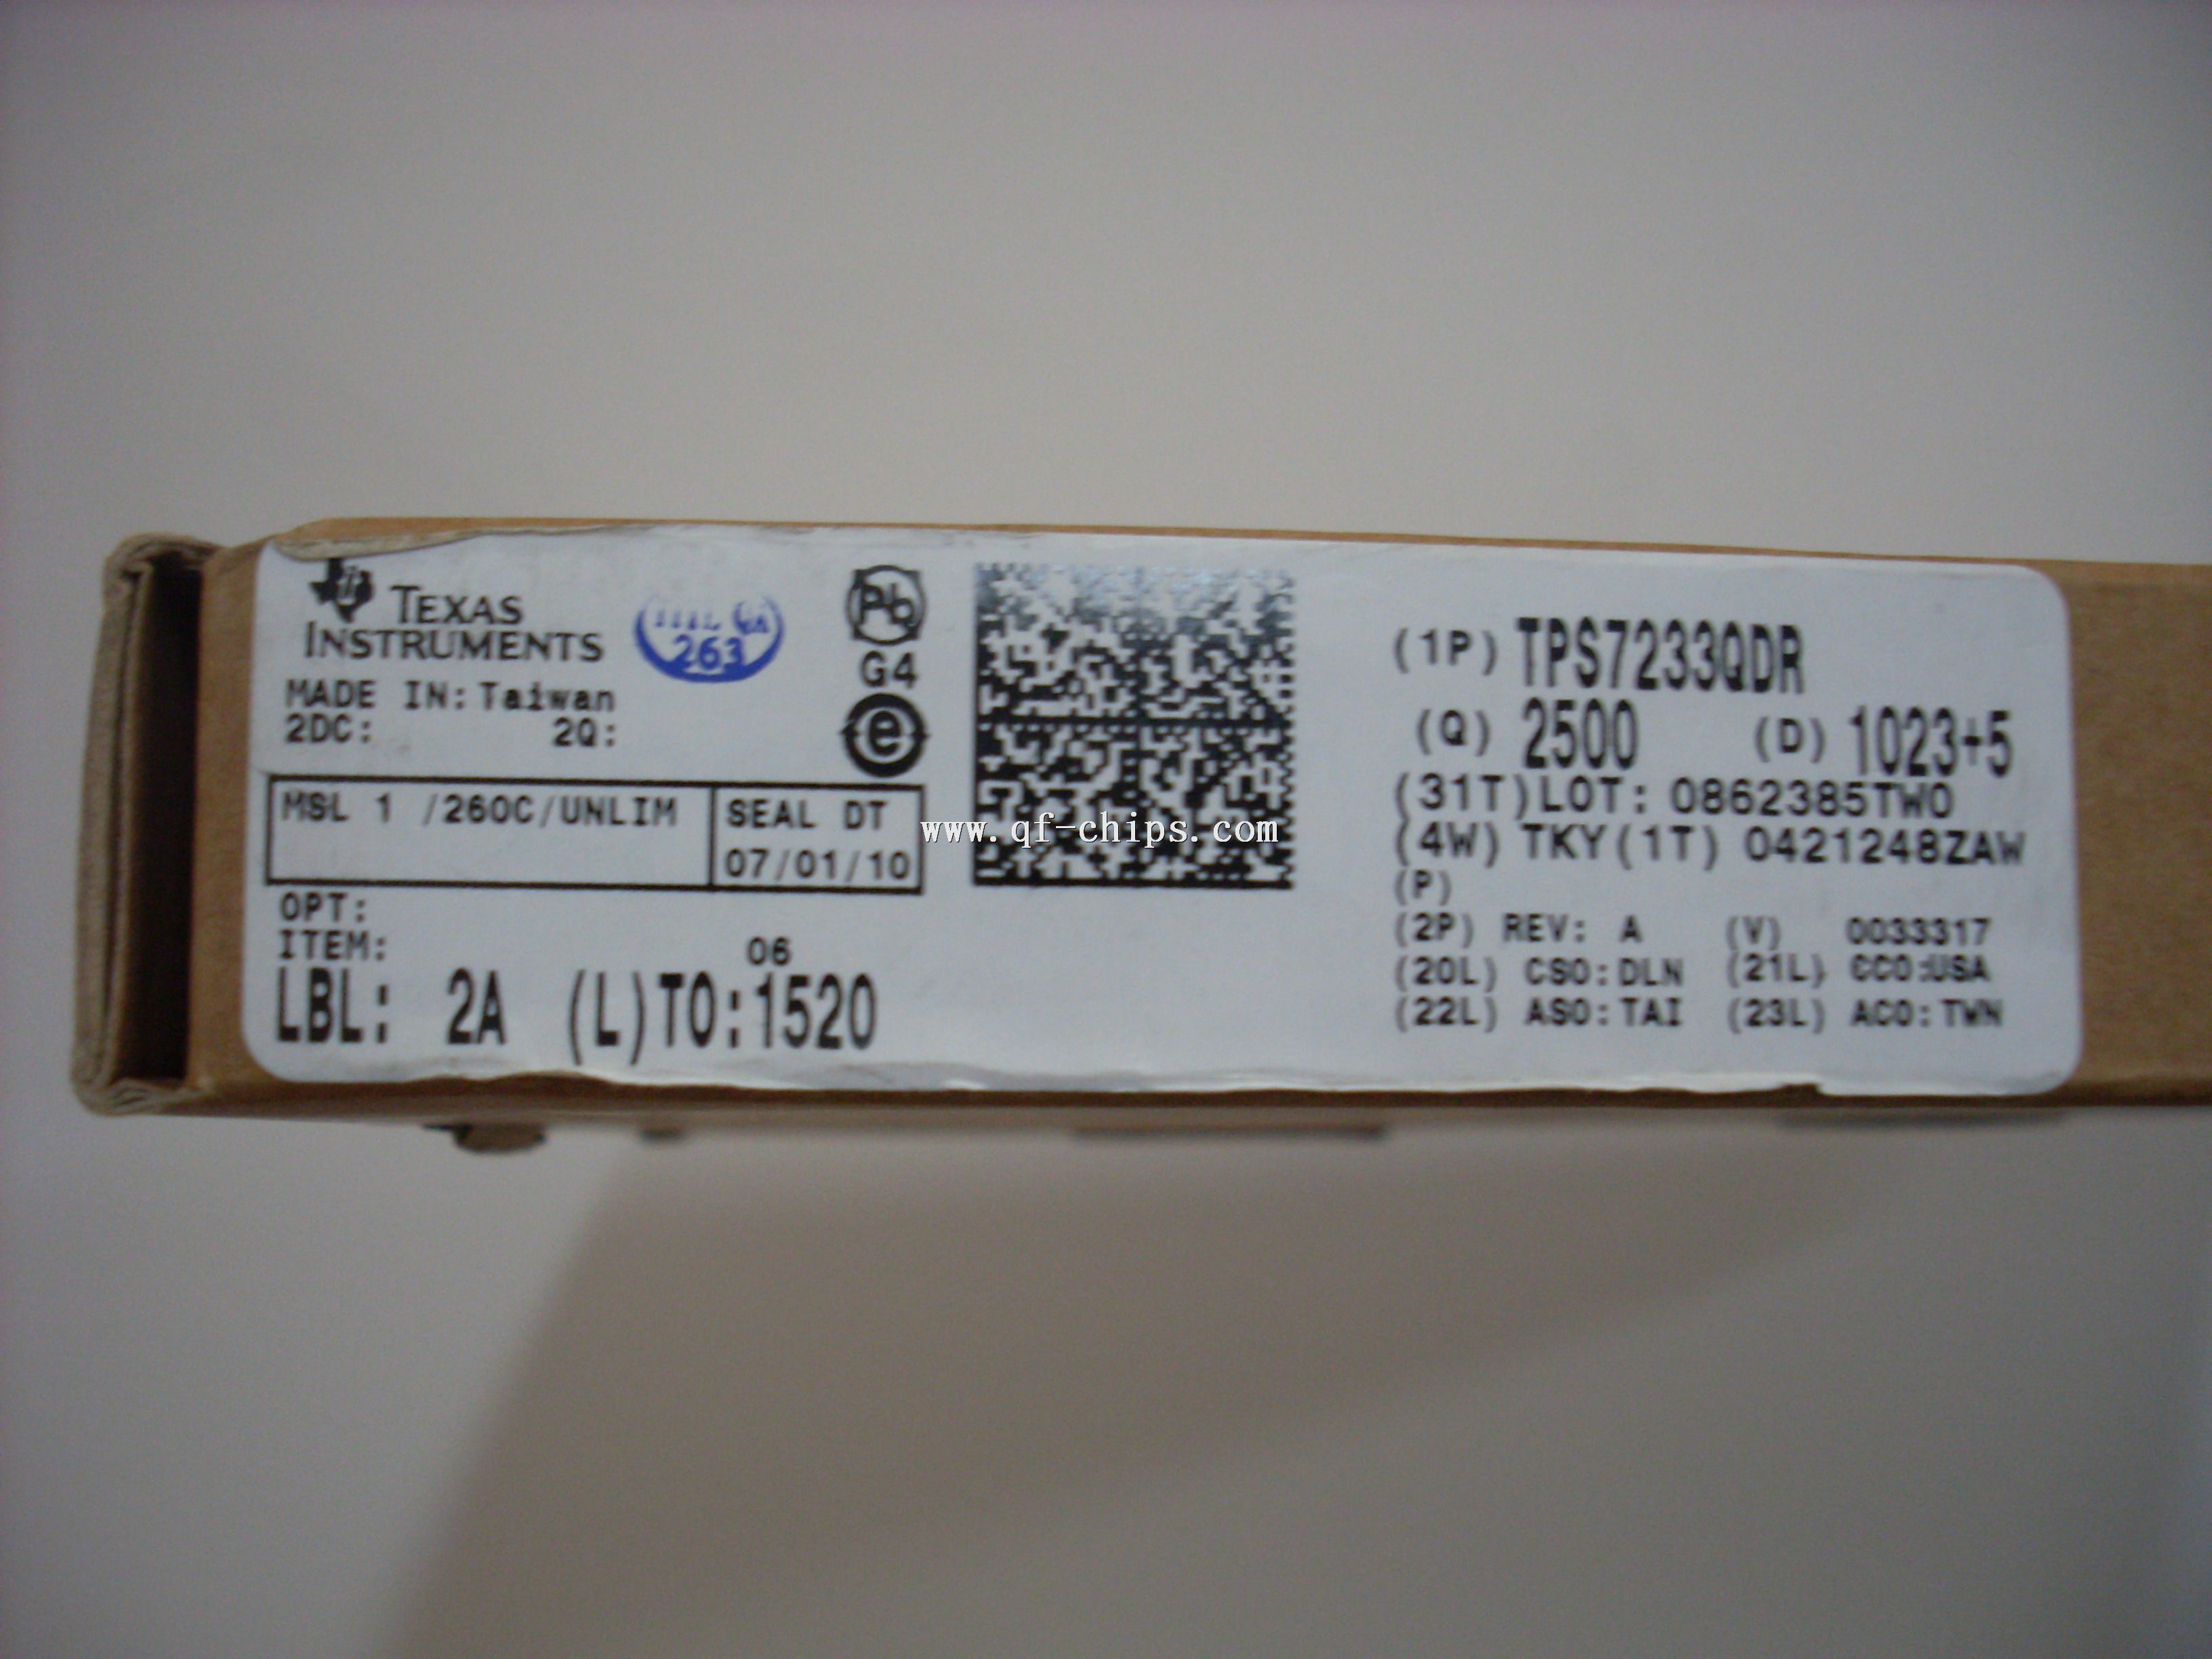 TEXAS
INSTRUMENTS
MADE IN: Taiwan
2DC: 2Q:
263
Pb
G4
e
MSL 1 /260C/UNLIM
SEAL DT
07/01/10
OPT:
ITEM:
06
LBL: 2A (L)TO:1520
www.qf-chips.com
(1P) TPS7233QDR
(Q) 2500 (D) 1023+5
(31T)LOT: 0862385TW0
(4W) TKY(1T) 0421248ZAW
(P)
(2P) REV: A (V) 0033317
(20L) CSO:DLN (21L) CCO:USA
(22L) ASO:TAI (23L) ACO:TWN